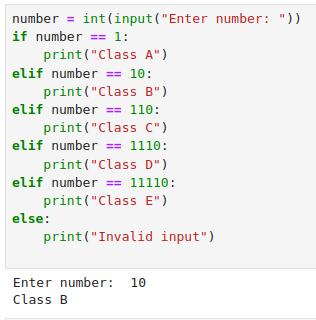 number = int(input("Enter number: "))
if number == 1:
    print("Class A")
elif number == 10:
    print("Class B")
elif number == 110:
    print("Class C")
elif number == 1110:
    print("Class D")
elif number == 11110:
    print("Class E")
else:
    print("Invalid input")
Enter number:  10
Class B